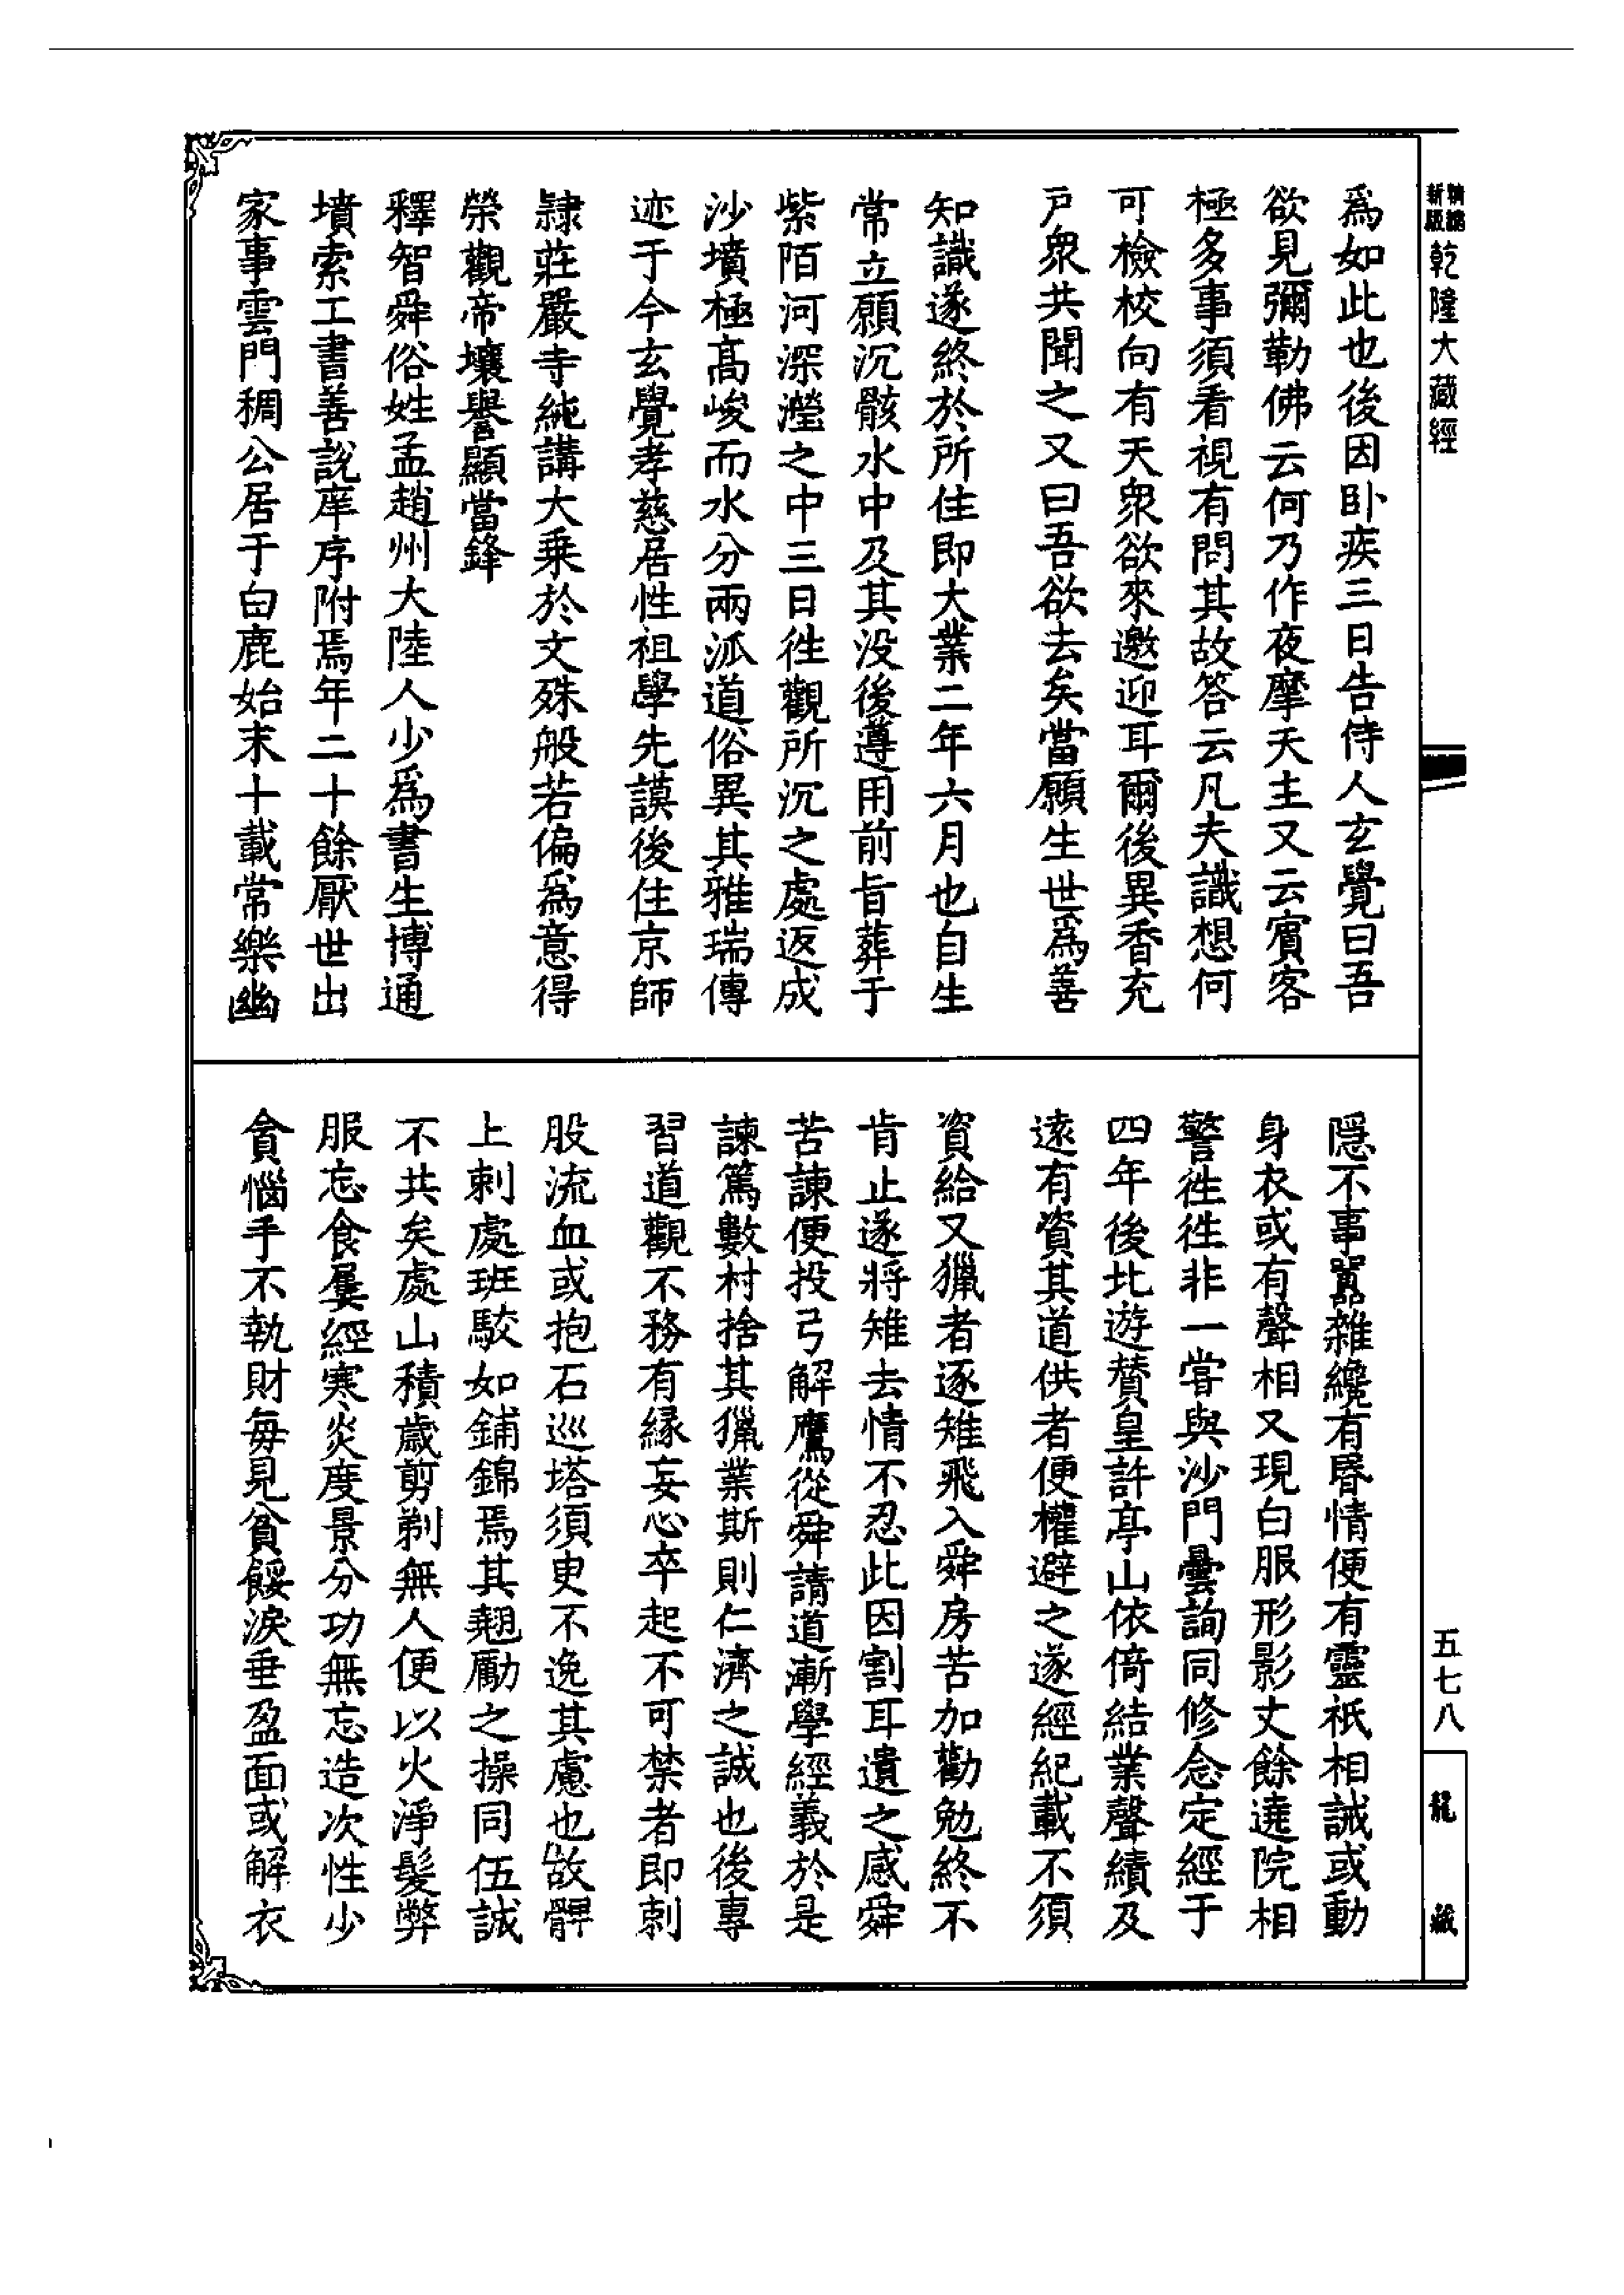 精縮新版乾隆大藏經
為如此也後因卧疾三日告侍人玄覺曰吾
欲見彌勒佛云何乃作夜摩天主又云賓客
極多事須看視有問其故答云凡夫識想何
可檢校向有天衆欲來邀迎耳爾後異香充
戸衆共聞之又曰吾欲去矣當願生世為善
知識遂終於所住即大業二年六月也自生
常立願沉骸水中及其没後遵用前旨葬于
紫陌河深瀅之中三日徃觀所沉之處返成
沙墳極高峻而水分兩派道俗異其雅瑞傳
迹于今玄覺孝慈居性祖學先謨後住京師
隷莊嚴寺純講大乗於文殊般若偏為意得
榮觀帝壤譽顯當鋒
釋智舜俗姓孟趙州大陸人少為書生博通
墳索工書善說庠序附焉年二十餘厭世出
家事雲門稠公居于白鹿始末十載常樂幽
隱不事囂雜纔有昬情便有靈祇相誡或動
身衣或有聲相又現白服形影丈餘遶院相
警徃徃非一甞與沙門曇詢同修念定經于
四年後北遊賛皇許亭山依倚結業聲績及
逺有資其道供者便權避之遂經紀載不須
資給又獵者逐雉飛入舜房苦加勸勉終不
肯止遂將雉去情不忍此因割耳遺之感舜
苦諫便投弓解鷹從舜請道漸學經義於是
諫篤數村捨其獵業斯則仁濟之誠也後專
習道觀不務有緣妄心卒起不可禁者即刺
股流血或抱石巡塔須臾不逸其慮也故髀
上刺處班駮如鋪錦焉其翹勵之操同伍誠
不共矣處山積歲剪剃無人便以火淨髮弊
服忘食屢經寒炎度景分功無忘造次性少
貪惱手不執財每見貧餒淚垂盈面或解衣
五七八
龍藏